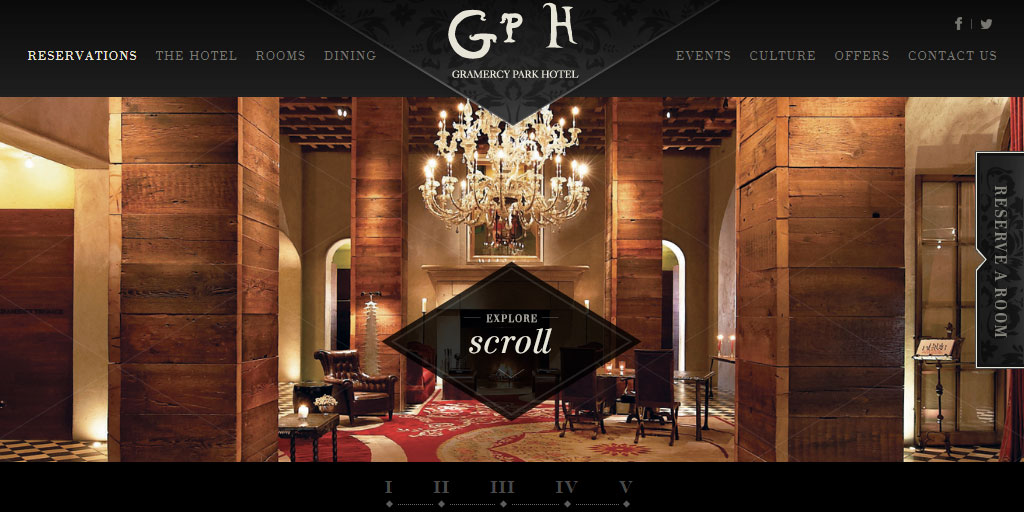 GPH
GRAMERCY PARK HOTEL
RESERVATIONS THE HOTEL ROOMS DINING EVENTS CULTURE OFFERS CONTACT US
RESERVE A ROOM
EXPLORE
scroll
I II III IV V